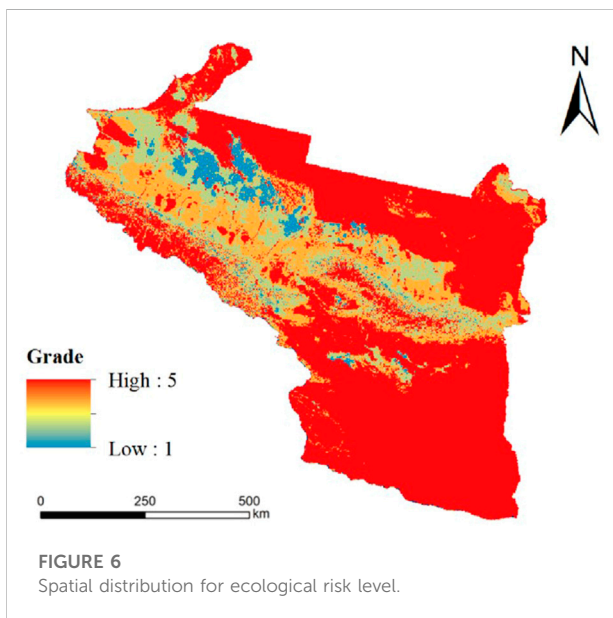 N
Grade
High : 5
Low : 1
0 250 500
km
FIGURE 6
Spatial distribution for ecological risk level.